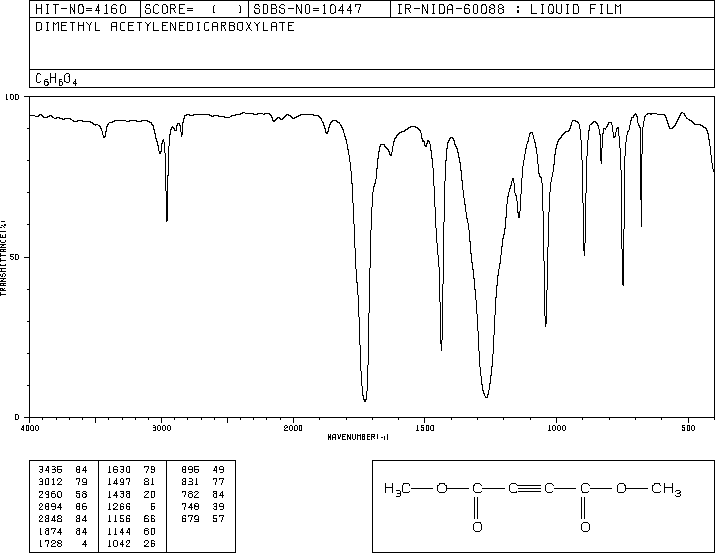 HIT-NO=4160 SCORE= ( ) SDBS-NO=10447 IR-NIDA-60088 : LIQUID FILM
DIMETHYL ACETYLENEDICARBOXYLATE
C6H6O4
100
50
0
TRANSMITTANCE(%)
4000 3000 2000 1500 1000 500
WAVENUMBER(-1)
3436 84 1630 79 896 49
3012 79 1497 81 831 77
2960 58 1438 20 782 84
2894 86 1266 6 748 39
2848 84 1156 66 679 57
1874 84 1144 60
1728 4 1042 26
H3C O C C C C O CH3
O O